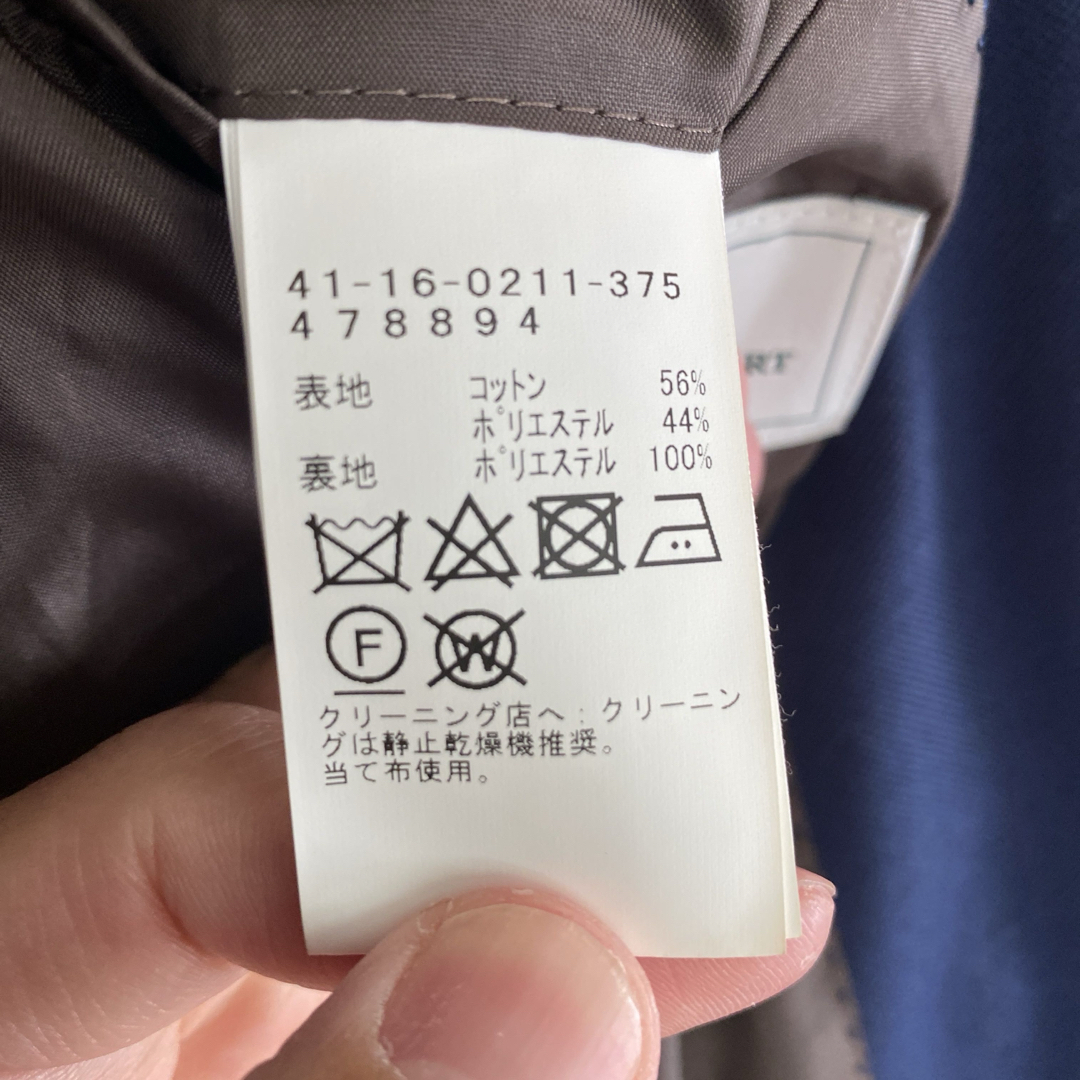 41-16-0211-375
478894
表地 コットン 56%
ポリエステル 44%
裏地 ポリエステル 100%
F W
クリーニング店へ:クリーニン
グは静止乾燥機推奨。
当て布使用。
RT